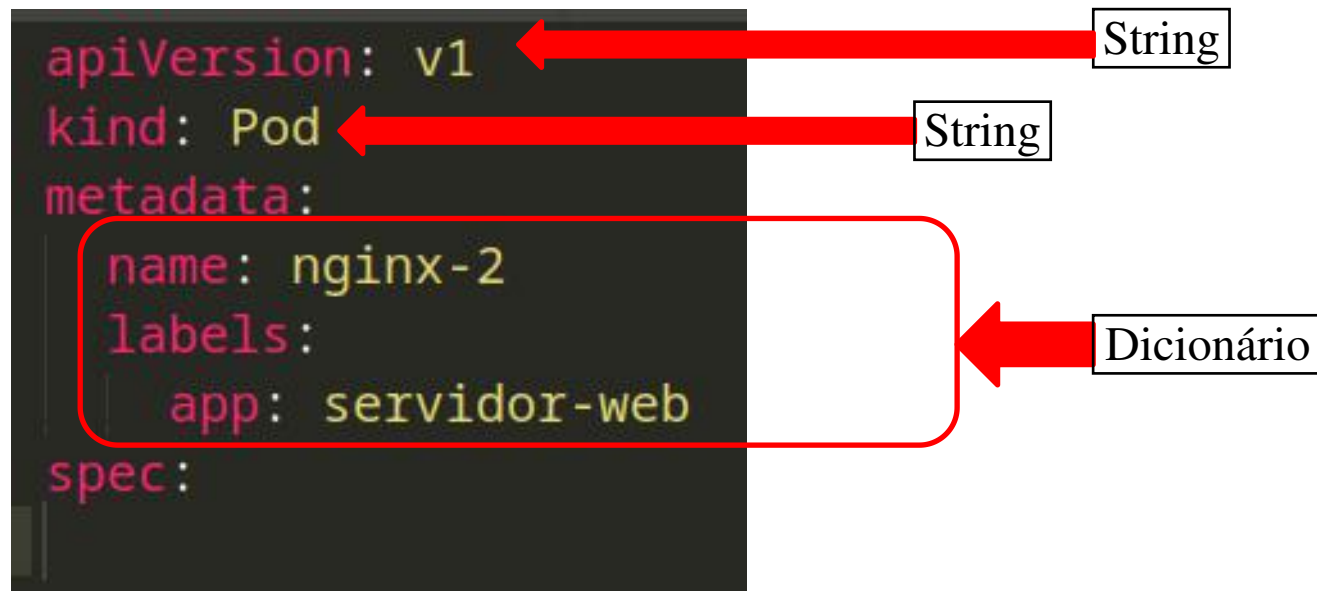 apiVersion: v1
String
kind: Pod
String
metadata:
name: nginx-2
labels:
Dicionário
app: servidor-web
spec: